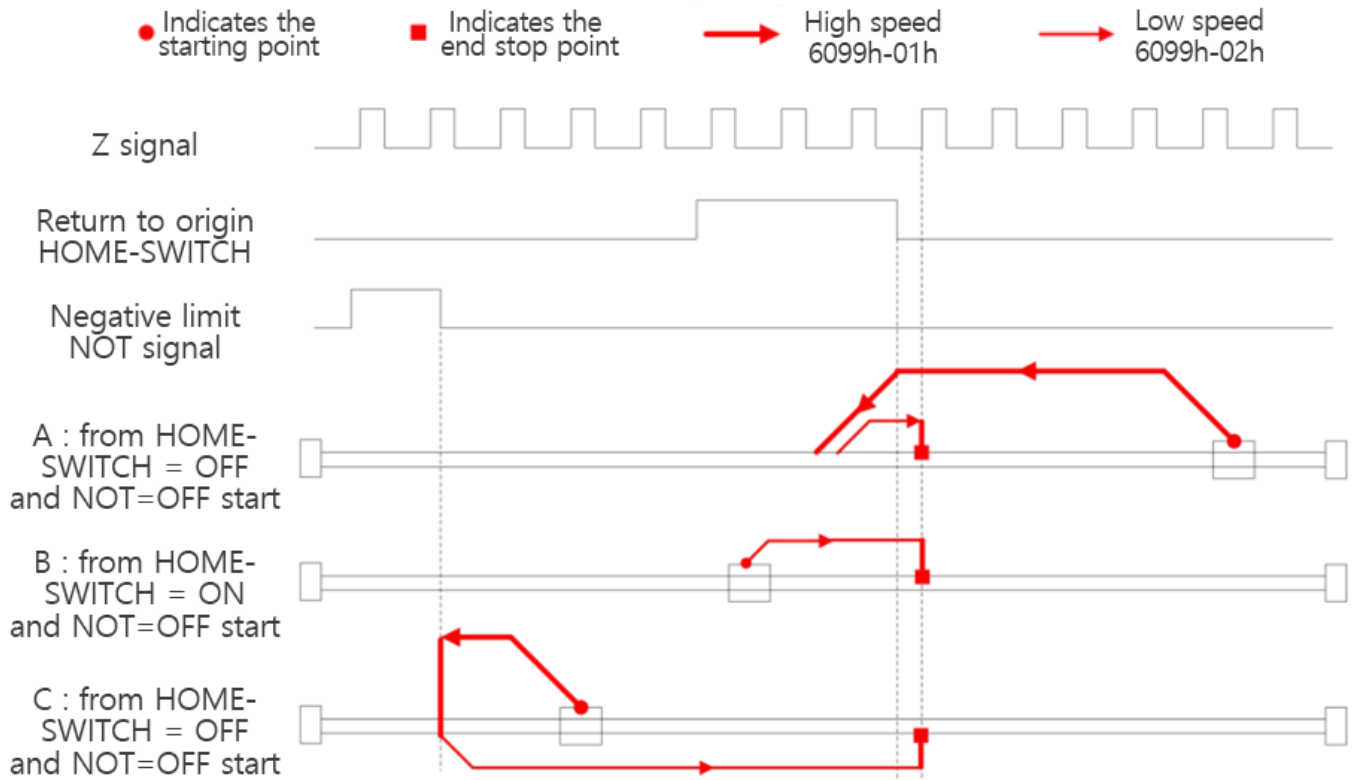 Indicates the
starting point
Indicates the
end stop point
High speed
6099h-01h
Low speed
6099h-02h
Z signal
Return to origin
HOME-SWITCH
Negative limit
NOT signal
A : from HOME-
SWITCH = OFF
and NOT=OFF start
B : from HOME-
SWITCH = ON
and NOT=OFF start
C : from HOME-
SWITCH = OFF
and NOT=OFF start